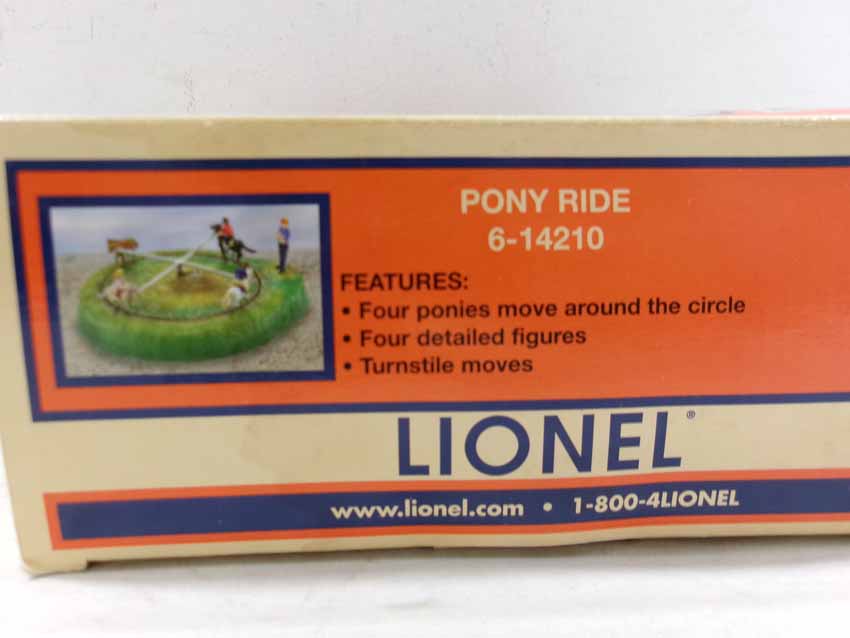 PONY RIDE
6-14210
FEATURES:
• Four ponies move around the circle
• Four detailed figures
• Turnstile moves
LIONEL®
www.lionel.com • 1-800-4LIONEL